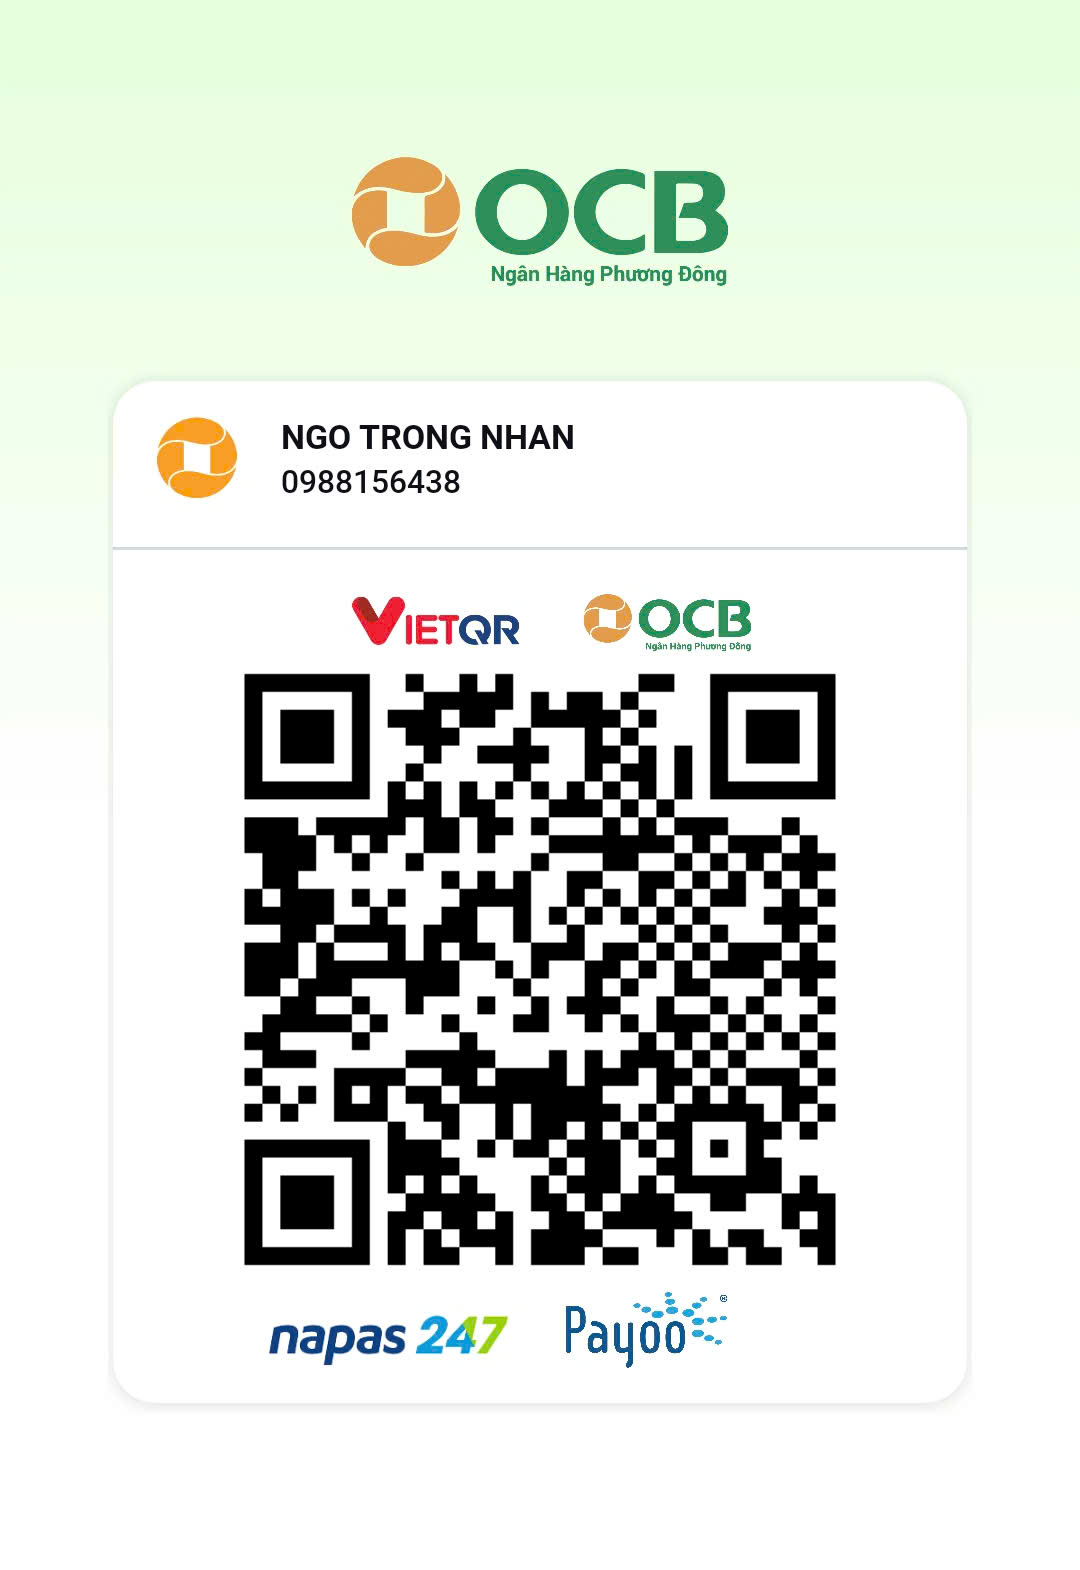 OCB
Ngân Hàng Phương Đông
NGO TRONG NHAN
0988156438
VIETQR
OCB
Ngân Hàng Phương Đông
napas 247
Payoo®